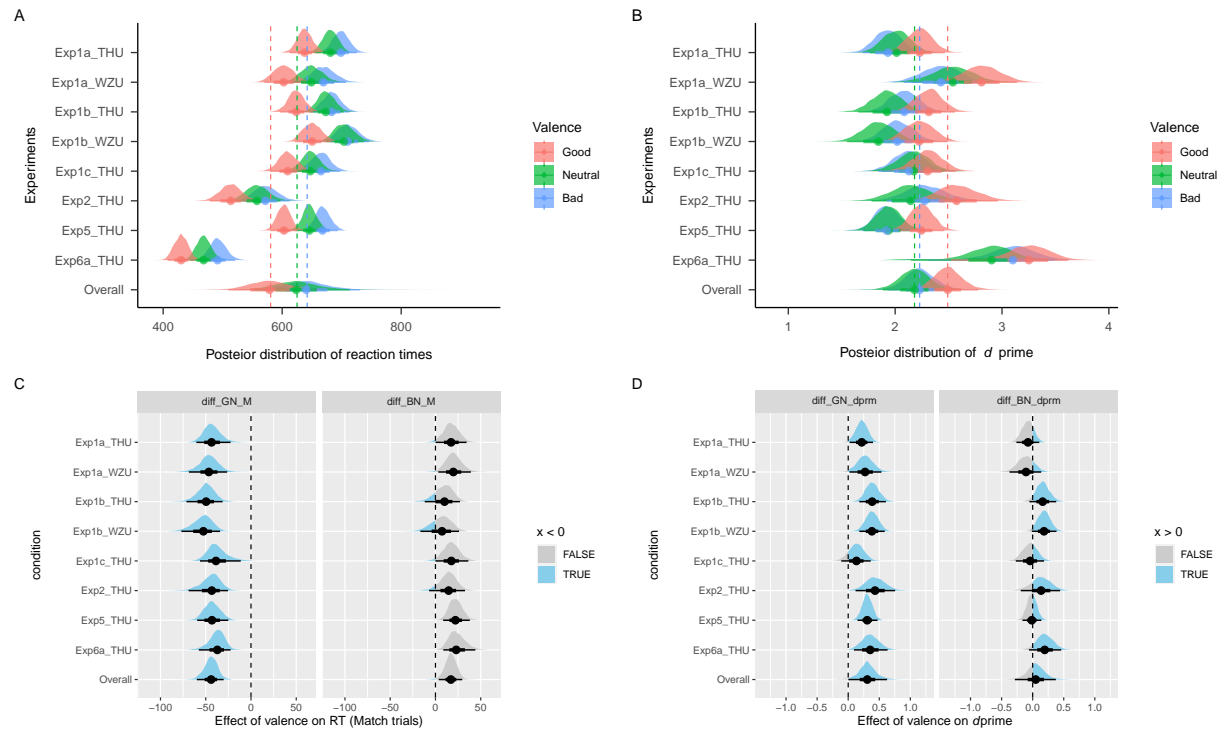 A
Experiments
Exp1a_THU
Exp1a_WZU
Exp1b_THU
Exp1b_WZU
Exp1c_THU
Exp2_THU
Exp5_THU
Exp6a_THU
Overall
400 600 800
Posteior distribution of reaction times
Valence
Good
Neutral
Bad
B
Experiments
Exp1a_THU
Exp1a_WZU
Exp1b_THU
Exp1b_WZU
Exp1c_THU
Exp2_THU
Exp5_THU
Exp6a_THU
Overall
1 2 3 4
Posterior distribution of d prime
Valence
Good
Neutral
Bad
C
diff_GN_M diff_BN_M
condition
Exp1a_THU
Exp1a_WZU
Exp1b_THU
Exp1b_WZU
Exp1c_THU
Exp2_THU
Exp5_THU
Exp6a_THU
Overall
−100 −50 0 50 −100 −50 0 50
Effect of valence on RT (Match trials)
x < 0
FALSE
TRUE
D
diff_GN_dprm diff_BN_dprm
condition
Exp1a_THU
Exp1a_WZU
Exp1b_THU
Exp1b_WZU
Exp1c_THU
Exp2_THU
Exp5_THU
Exp6a_THU
Overall
−1.0 −0.5 0.0 0.5 1.0 −1.0 −0.5 0.0 0.5 1.0
Effect of valence on dprime
x > 0
FALSE
TRUE